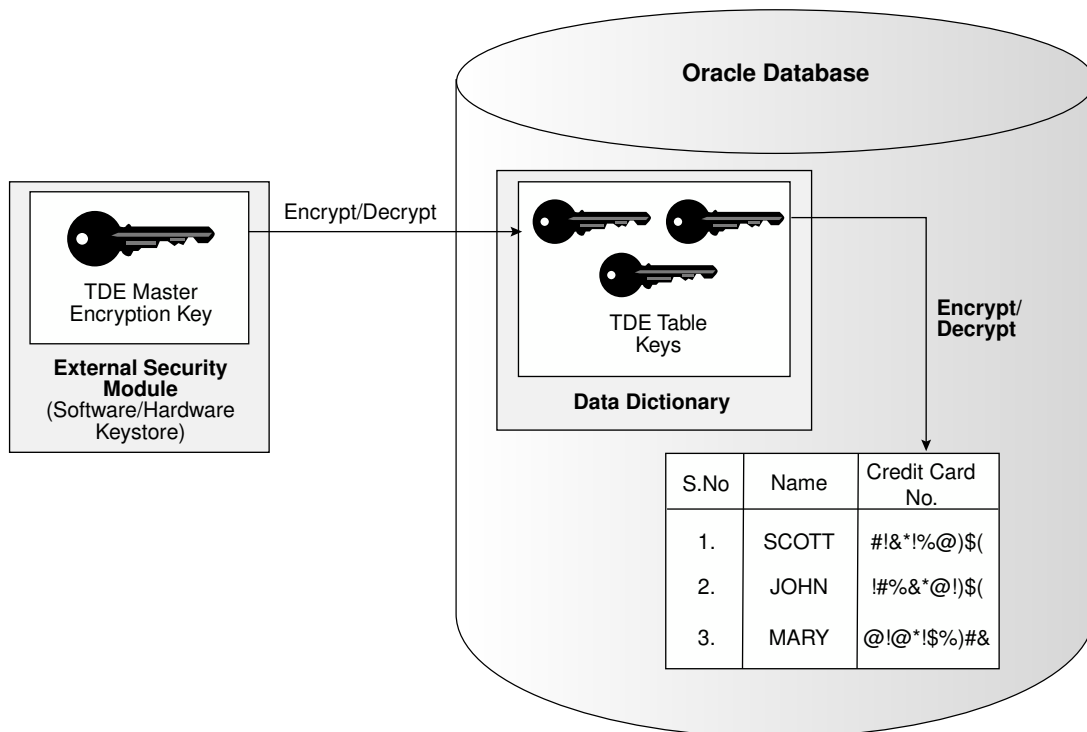 Oracle Database
Encrypt/Decrypt
TDE Master
Encryption Key
External Security
Module
(Software/Hardware
Keystore)
TDE Table
Keys
Data Dictionary
Encrypt/
Decrypt
S.No Name Credit Card
No.
1. SCOTT #!&*!%@)$(
2. JOHN !#%&*@!)$(
3. MARY @!@*!$%)#&